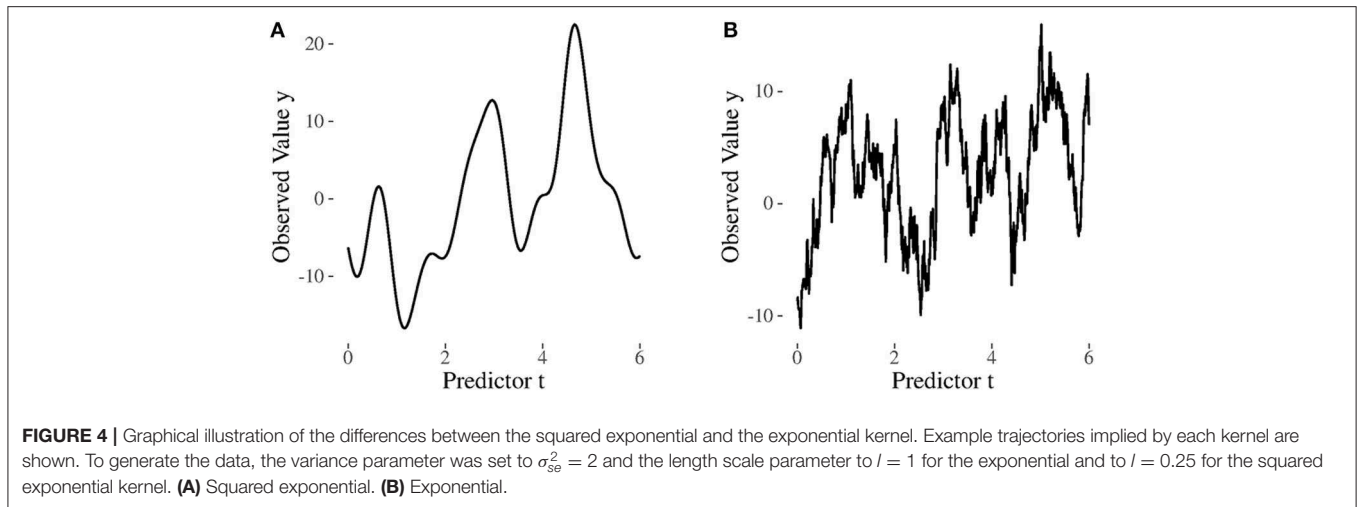 A
20 -
10 -
0 -
-10 -
Observed Value y
0
2
4
6
Predictor t
B
10 -
0 -
-10 -
Observed Value y
0
2
4
6
Predictor t
FIGURE 4 | Graphical illustration of the differences between the squared exponential and the exponential kernel. Example trajectories implied by each kernel are
shown. To generate the data, the variance parameter was set to σ²se = 2 and the length scale parameter to l = 1 for the exponential and to l = 0.25 for the squared
exponential kernel. (A) Squared exponential. (B) Exponential.